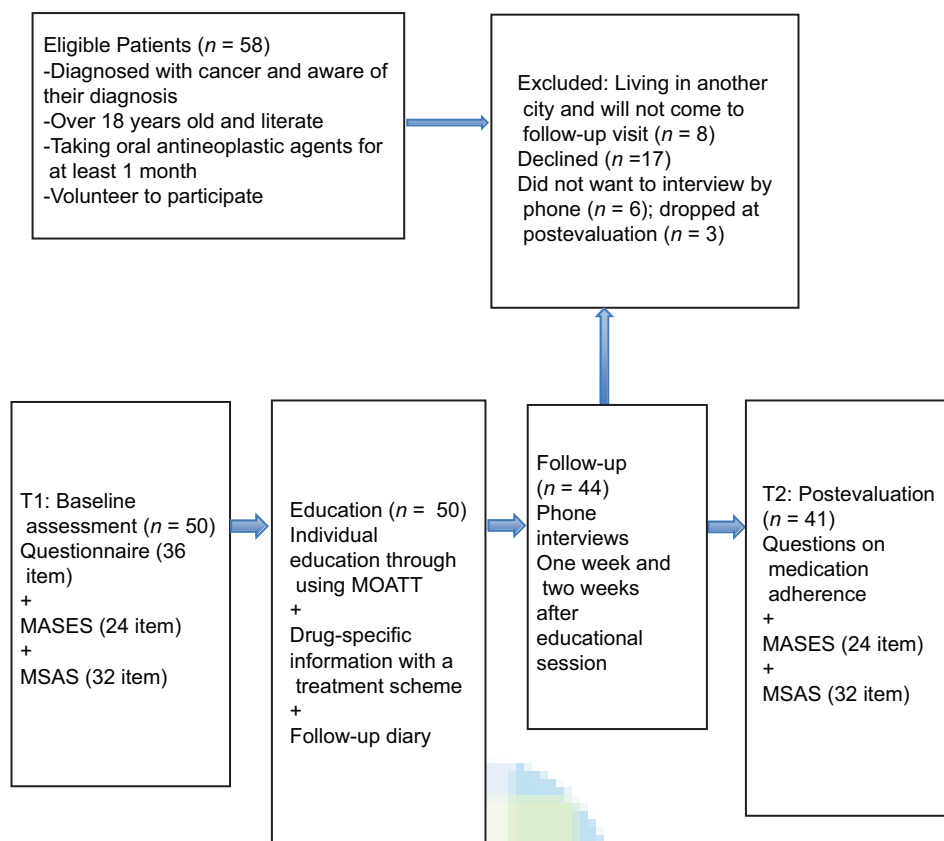 Eligible Patients (n = 58)
-Diagnosed with cancer and aware of
their diagnosis
-Over 18 years old and literate
-Taking oral antineoplastic agents for
at least 1 month
-Volunteer to participate
Excluded: Living in another
city and will not come to
follow-up visit (n = 8)
Declined (n =17)
Did not want to interview by
phone (n = 6); dropped at
postevaluation (n = 3)
T1: Baseline
assessment (n = 50)
Questionnaire (36
item)
+
MASES (24 item)
+
MSAS (32 item)
Education (n = 50)
Individual
education through
using MOATT
+
Drug-specific
information with a
treatment scheme
+
Follow-up diary
Follow-up
(n = 44)
Phone
interviews
One week and
two weeks
after
educational
session
T2: Postevaluation
(n = 41)
Questions on
medication
adherence
+
MASES (24 item)
+
MSAS (32 item)